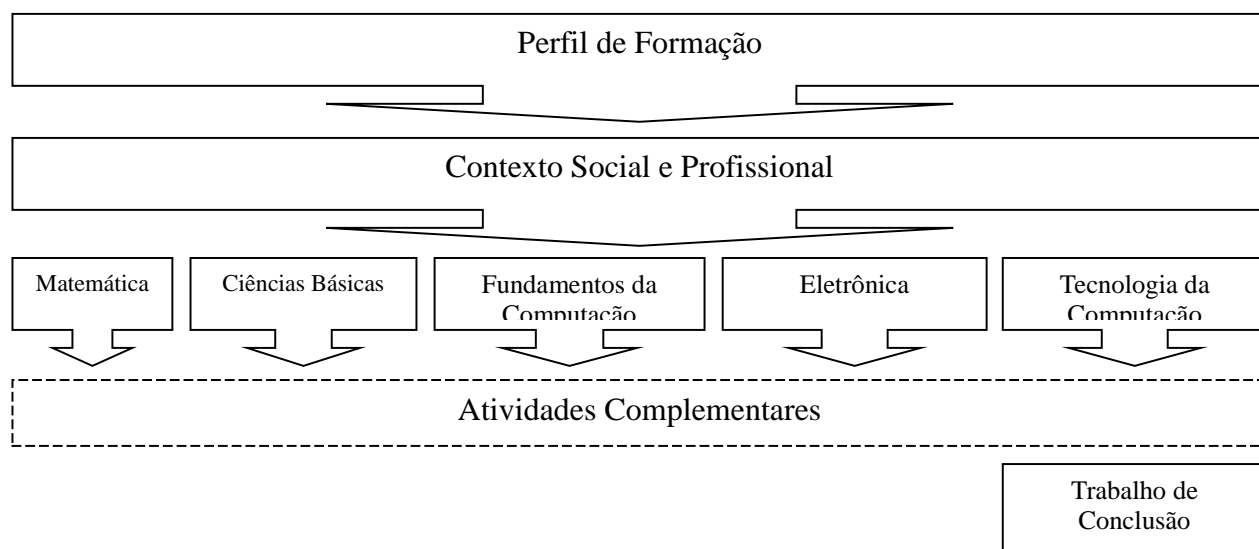 Perfil de Formação
Contexto Social e Profissional
Matemática
Ciências Básicas
Fundamentos da
Computação
Eletrônica
Tecnologia da
Computação
Atividades Complementares
Trabalho de
Conclusão